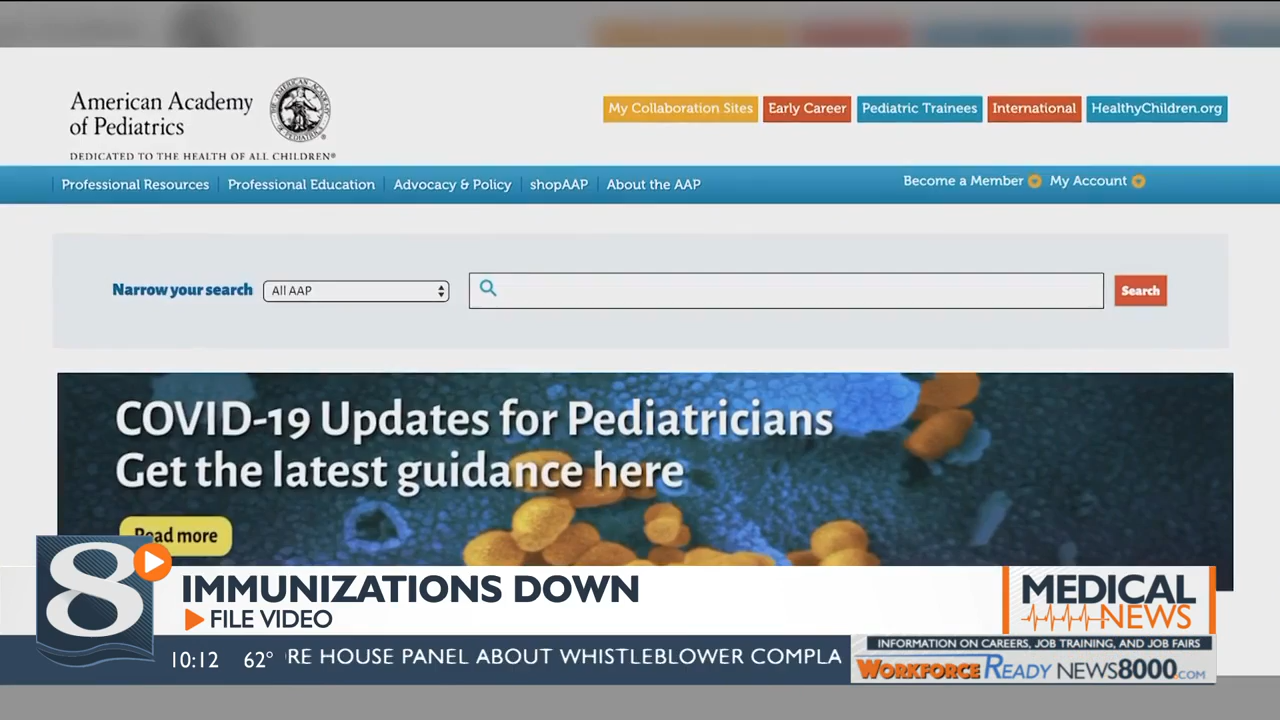 American Academy
of Pediatrics
DEDICATED TO THE HEALTH OF ALL CHILDREN®
My Collaboration Sites Early Career Pediatric Trainees International HealthyChildren.org
Professional Resources Professional Education Advocacy & Policy shopAAP About the AAP Become a Member My Account
Narrow your search All AAP Search
COVID-19 Updates for Pediatricians
Get the latest guidance here
Read more
8
IMMUNIZATIONS DOWN
FILE VIDEO
MEDICAL
NEWS
10:12 62° RE HOUSE PANEL ABOUT WHISTLEBLOWER COMPLA
INFORMATION ON CAREERS, JOB TRAINING, AND JOB FAIRS
WORKFORCE READY NEWS8000.COM